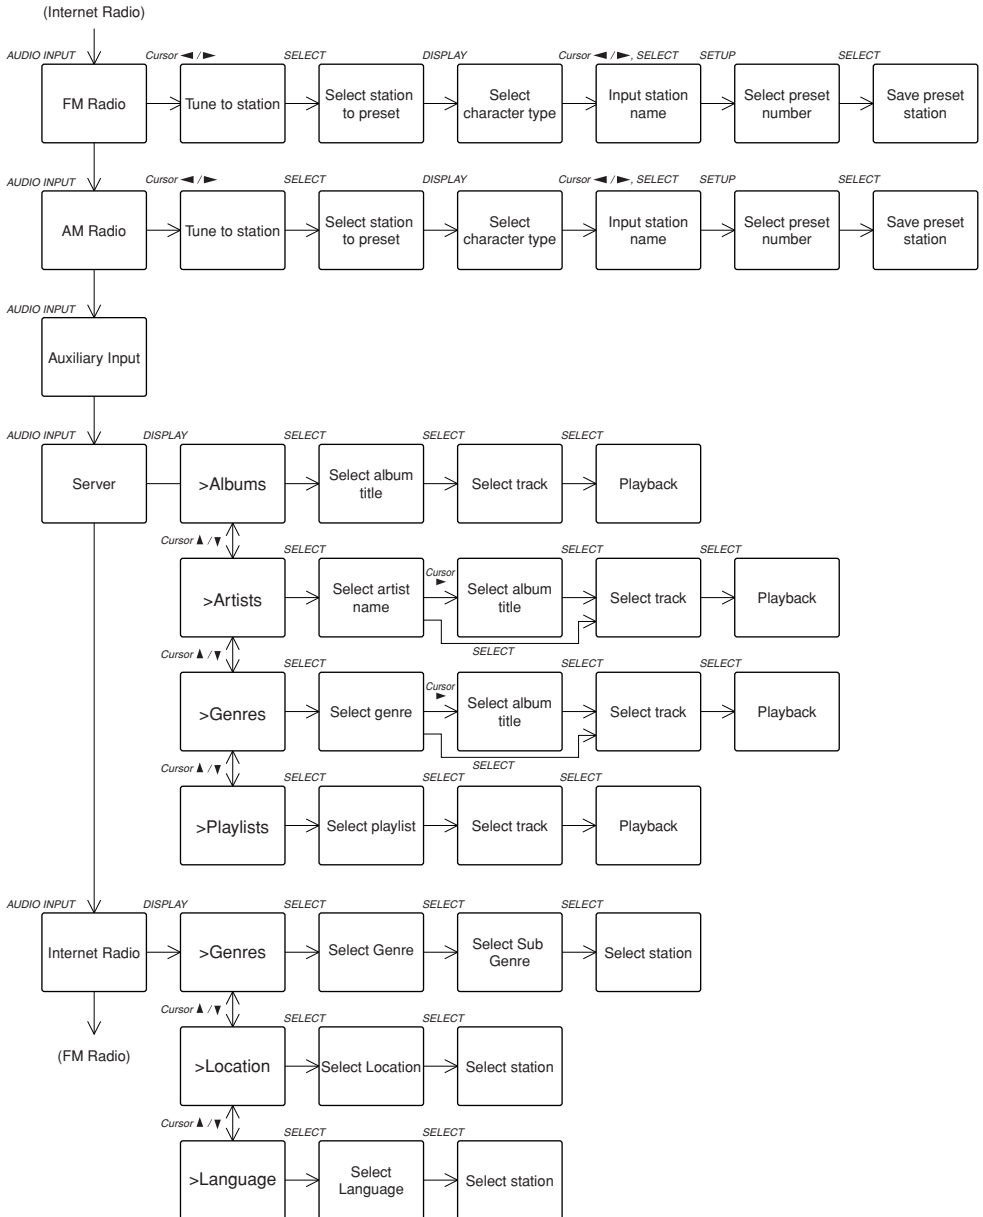 (Internet Radio)
AUDIO INPUT Cursor ◄ / ► SELECT DISPLAY Cursor ◄ / ►, SELECT SETUP SELECT
FM Radio
Tune to station
Select station
to preset
Select
character type
Input station
name
Select preset
number
Save preset
station
AUDIO INPUT Cursor ◄ / ► SELECT DISPLAY Cursor ◄ / ►, SELECT SETUP SELECT
AM Radio
Tune to station
Select station
to preset
Select
character type
Input station
name
Select preset
number
Save preset
station
AUDIO INPUT
Auxiliary Input
AUDIO INPUT DISPLAY SELECT SELECT SELECT
Server
>Albums
Select album
title
Select track
Playback
Cursor ▲ / ▼
SELECT Cursor ► SELECT SELECT
>Artists
Select artist
name
Select album
title
Select track
Playback
SELECT
Cursor ▲ / ▼
SELECT Cursor ► SELECT SELECT
>Genres
Select genre
Select album
title
Select track
Playback
SELECT
Cursor ▲ / ▼
SELECT SELECT SELECT
>Playlists
Select playlist
Select track
Playback
AUDIO INPUT DISPLAY SELECT SELECT SELECT
Internet Radio
>Genres
Select Genre
Select Sub
Genre
Select station
Cursor ▲ / ▼
SELECT SELECT
(FM Radio)
>Location
Select Location
Select station
Cursor ▲ / ▼
SELECT SELECT
>Language
Select
Language
Select station